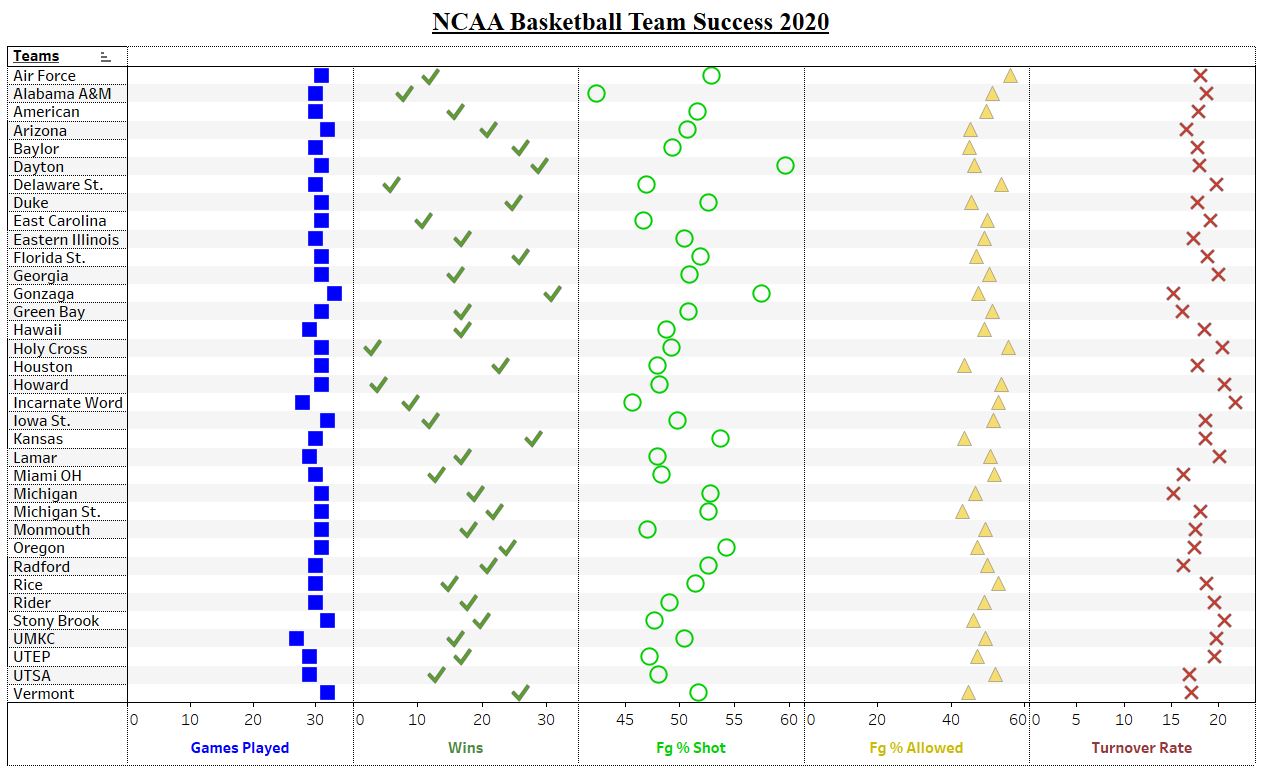 NCAA Basketball Team Success 2020
Teams
Air Force
Alabama A&M
American
Arizona
Baylor
Dayton
Delaware St.
Duke
East Carolina
Eastern Illinois
Florida St.
Georgia
Gonzaga
Green Bay
Hawaii
Holy Cross
Houston
Howard
Incarnate Word
Iowa St.
Kansas
Lamar
Miami OH
Michigan
Michigan St.
Monmouth
Oregon
Radford
Rice
Rider
Stony Brook
UMKC
UTEP
UTSA
Vermont
0 10 20 30 0 10 20 30 45 50 55 60 0 20 40 60 0 5 10 15 20
Games Played Wins Fg % Shot Fg % Allowed Turnover Rate